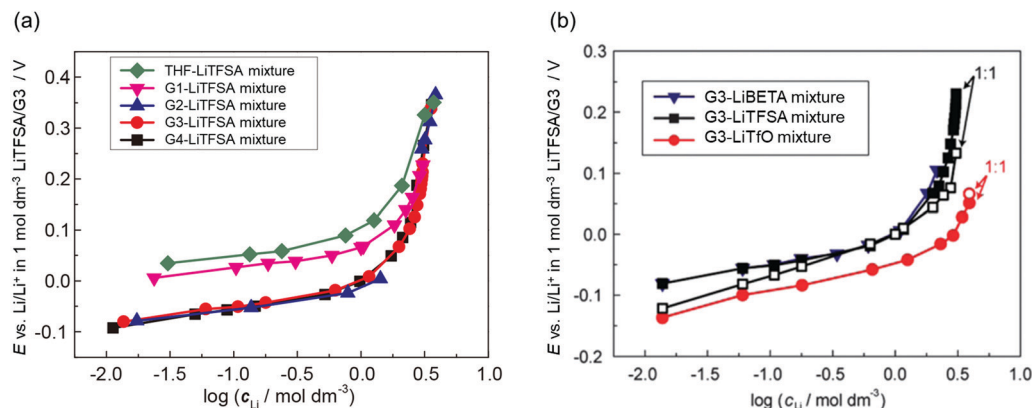 (a)
THF-LiTFSA mixture
G1-LiTFSA mixture
G2-LiTFSA mixture
G3-LiTFSA mixture
G4-LiTFSA mixture
0.4
0.3
0.2
0.1
0.0
-0.1
E vs. Li/Li⁺ in 1 mol dm⁻³ LiTFSA/G3 / V
-2.0 -1.5 -1.0 -0.5 0.0 0.5 1.0
log (c_Li / mol dm⁻³)
(b)
G3-LiBETA mixture
G3-LiTFSA mixture
G3-LiTfO mixture
1:1
1:1
0.3
0.2
0.1
0.0
-0.1
-0.2
E vs. Li/Li⁺ in 1 mol dm⁻³ LiTFSA/G3 / V
-2.0 -1.5 -1.0 -0.5 0.0 0.5 1.0
log (c_Li / mol dm⁻³)